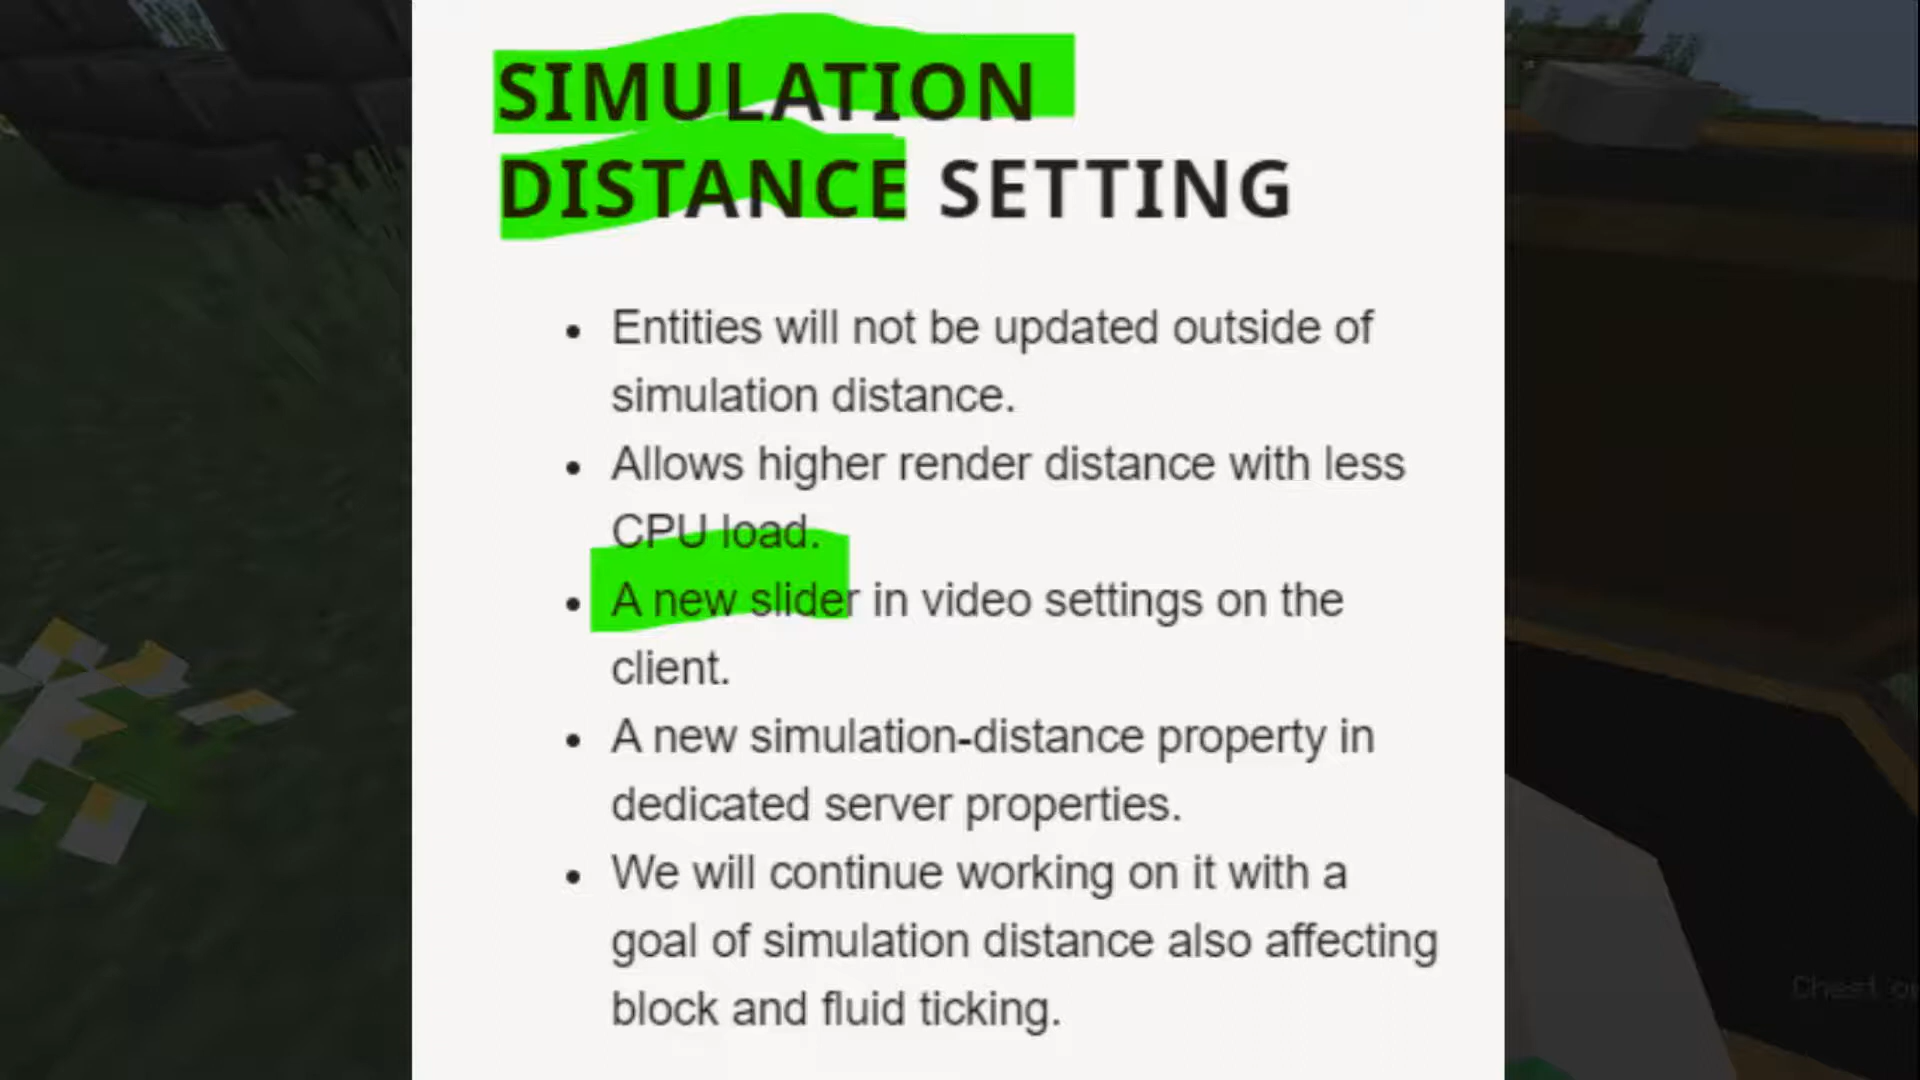 SIMULATION
DISTANCE SETTING
• Entities will not be updated outside of
simulation distance.
• Allows higher render distance with less
CPU load.
• A new slider in video settings on the
client.
• A new simulation-distance property in
dedicated server properties.
• We will continue working on it with a
goal of simulation distance also affecting
block and fluid ticking.
Chest